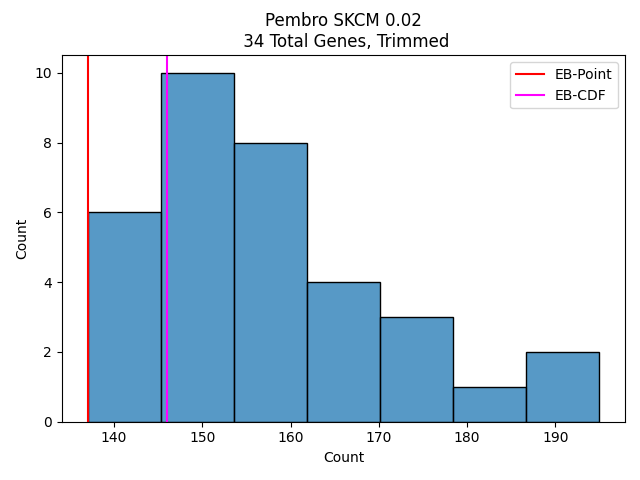 Pembro SKCM 0.02
34 Total Genes, Trimmed
EB-Point
EB-CDF
Count
10
8
6
4
2
0
140 150 160 170 180 190
Count